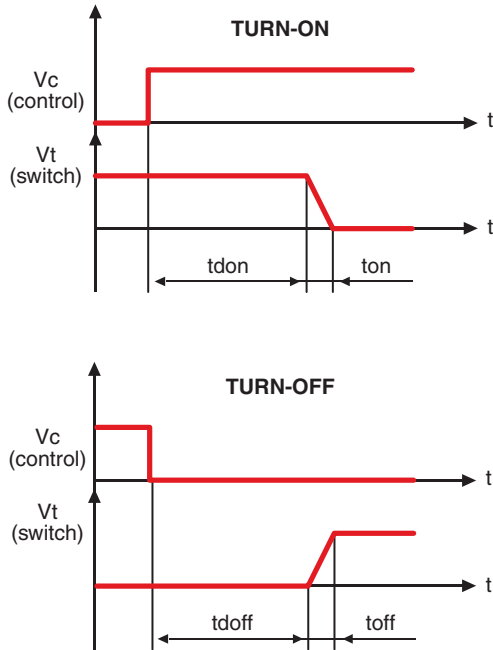 TURN-ON
Vc
(control)
t
Vt
(switch)
t
tdon
ton
TURN-OFF
Vc
(control)
t
Vt
(switch)
t
tdoff
toff